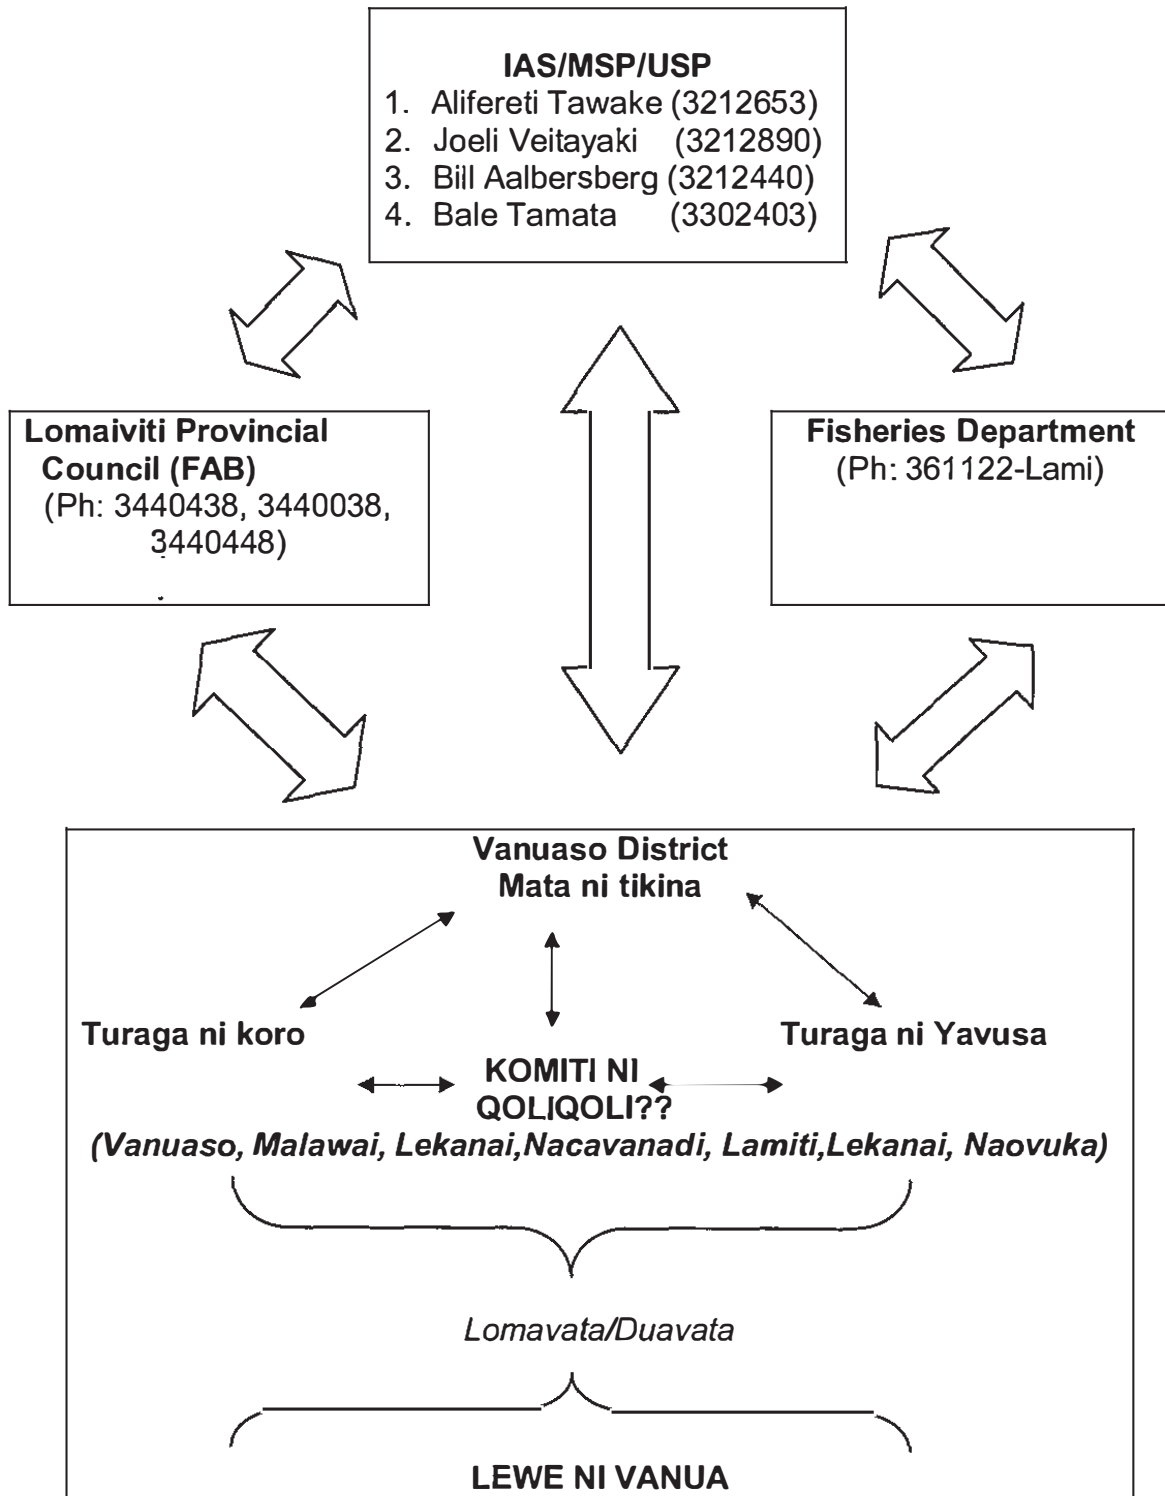 IAS/MSP/USP
1. Alifereti Tawake (3212653)
2. Joeli Veitayaki (3212890)
3. Bill Aalbersberg (3212440)
4. Bale Tamata (3302403)
Lomaiviti Provincial
Council (FAB)
(Ph: 3440438, 3440038,
3440448)
Fisheries Department
(Ph: 361122-Lami)
Vanuaso District
Mata ni tikina
Turaga ni koro
Turaga ni Yavusa
KOMITI NI
QOLIQOLI??
(Vanuaso, Malawai, Lekanai,Nacavanadi, Lamiti,Lekanai, Naovuka)
Lomavata/Duavata
LEWE NI VANUA